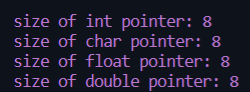 size of int pointer: 8
size of char pointer: 8
size of float pointer: 8
size of double pointer: 8